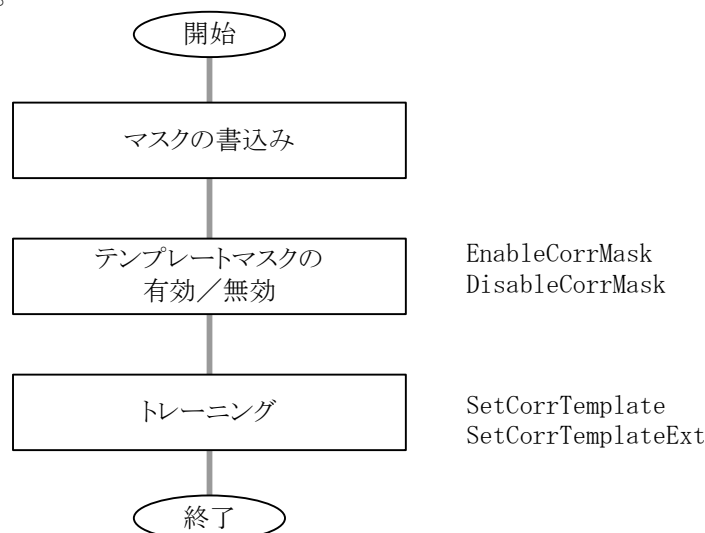 。
開始
マスクの書込み
テンプレートマスクの
有効／無効
EnableCorrMask
DisableCorrMask
トレーニング
SetCorrTemplate
SetCorrTemplateExt
終了